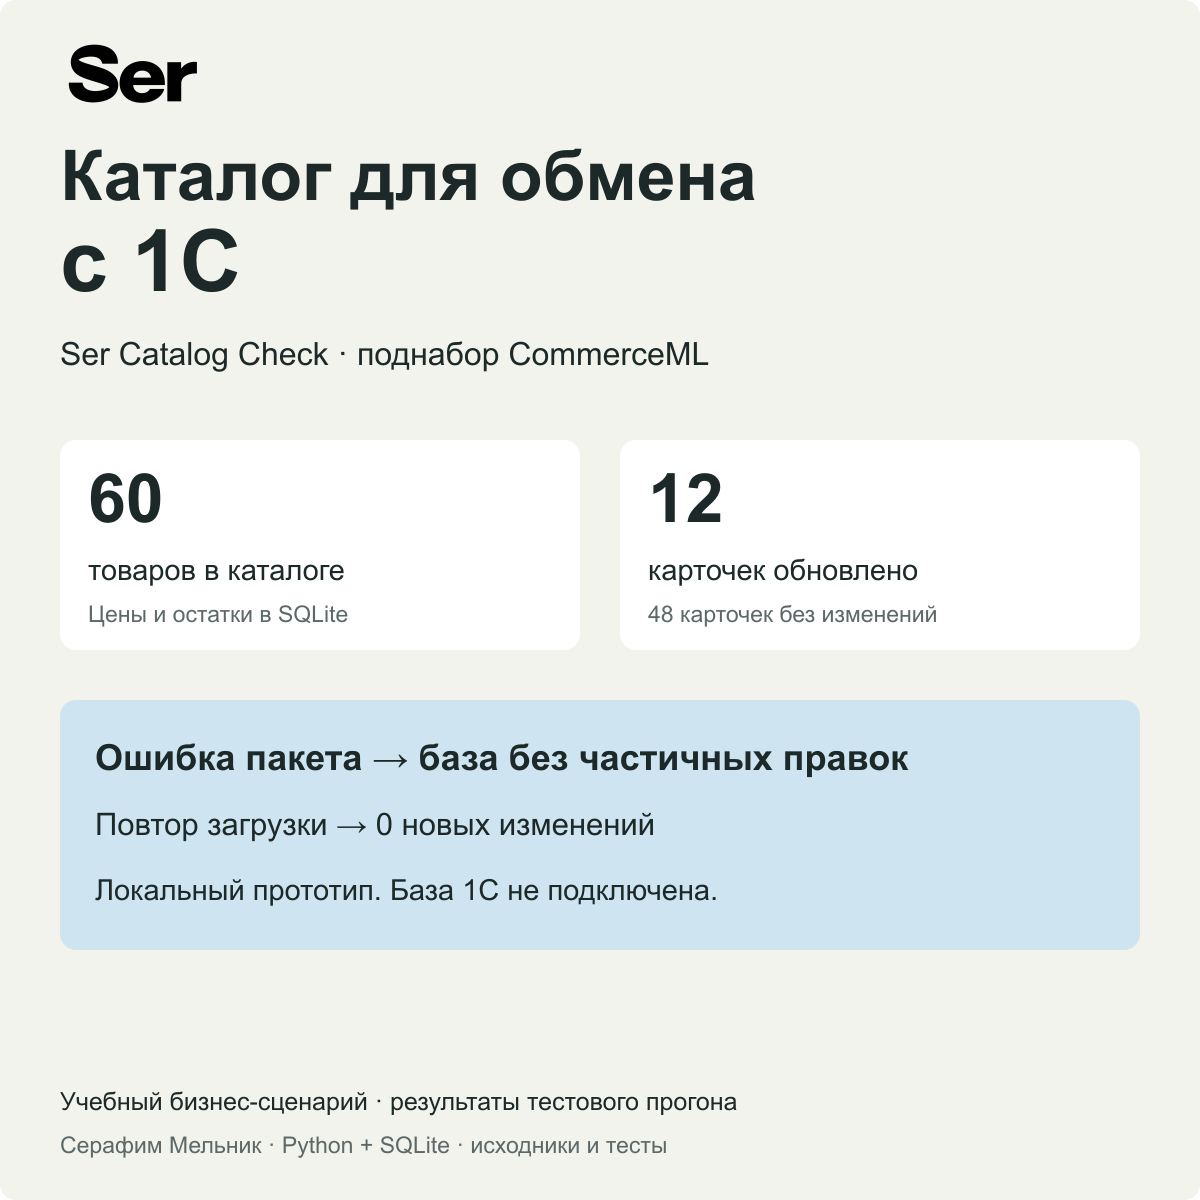 Ser
Каталог для обмена
с 1С
Ser Catalog Check · поднабор CommerceML
60
товаров в каталоге
Цены и остатки в SQLite
12
карточек обновлено
48 карточек без изменений
Ошибка пакета → база без частичных правок
Повтор загрузки → 0 новых изменений
Локальный прототип. База 1С не подключена.
Учебный бизнес-сценарий · результаты тестового прогона
Серафим Мельник · Python + SQLite · исходники и тесты